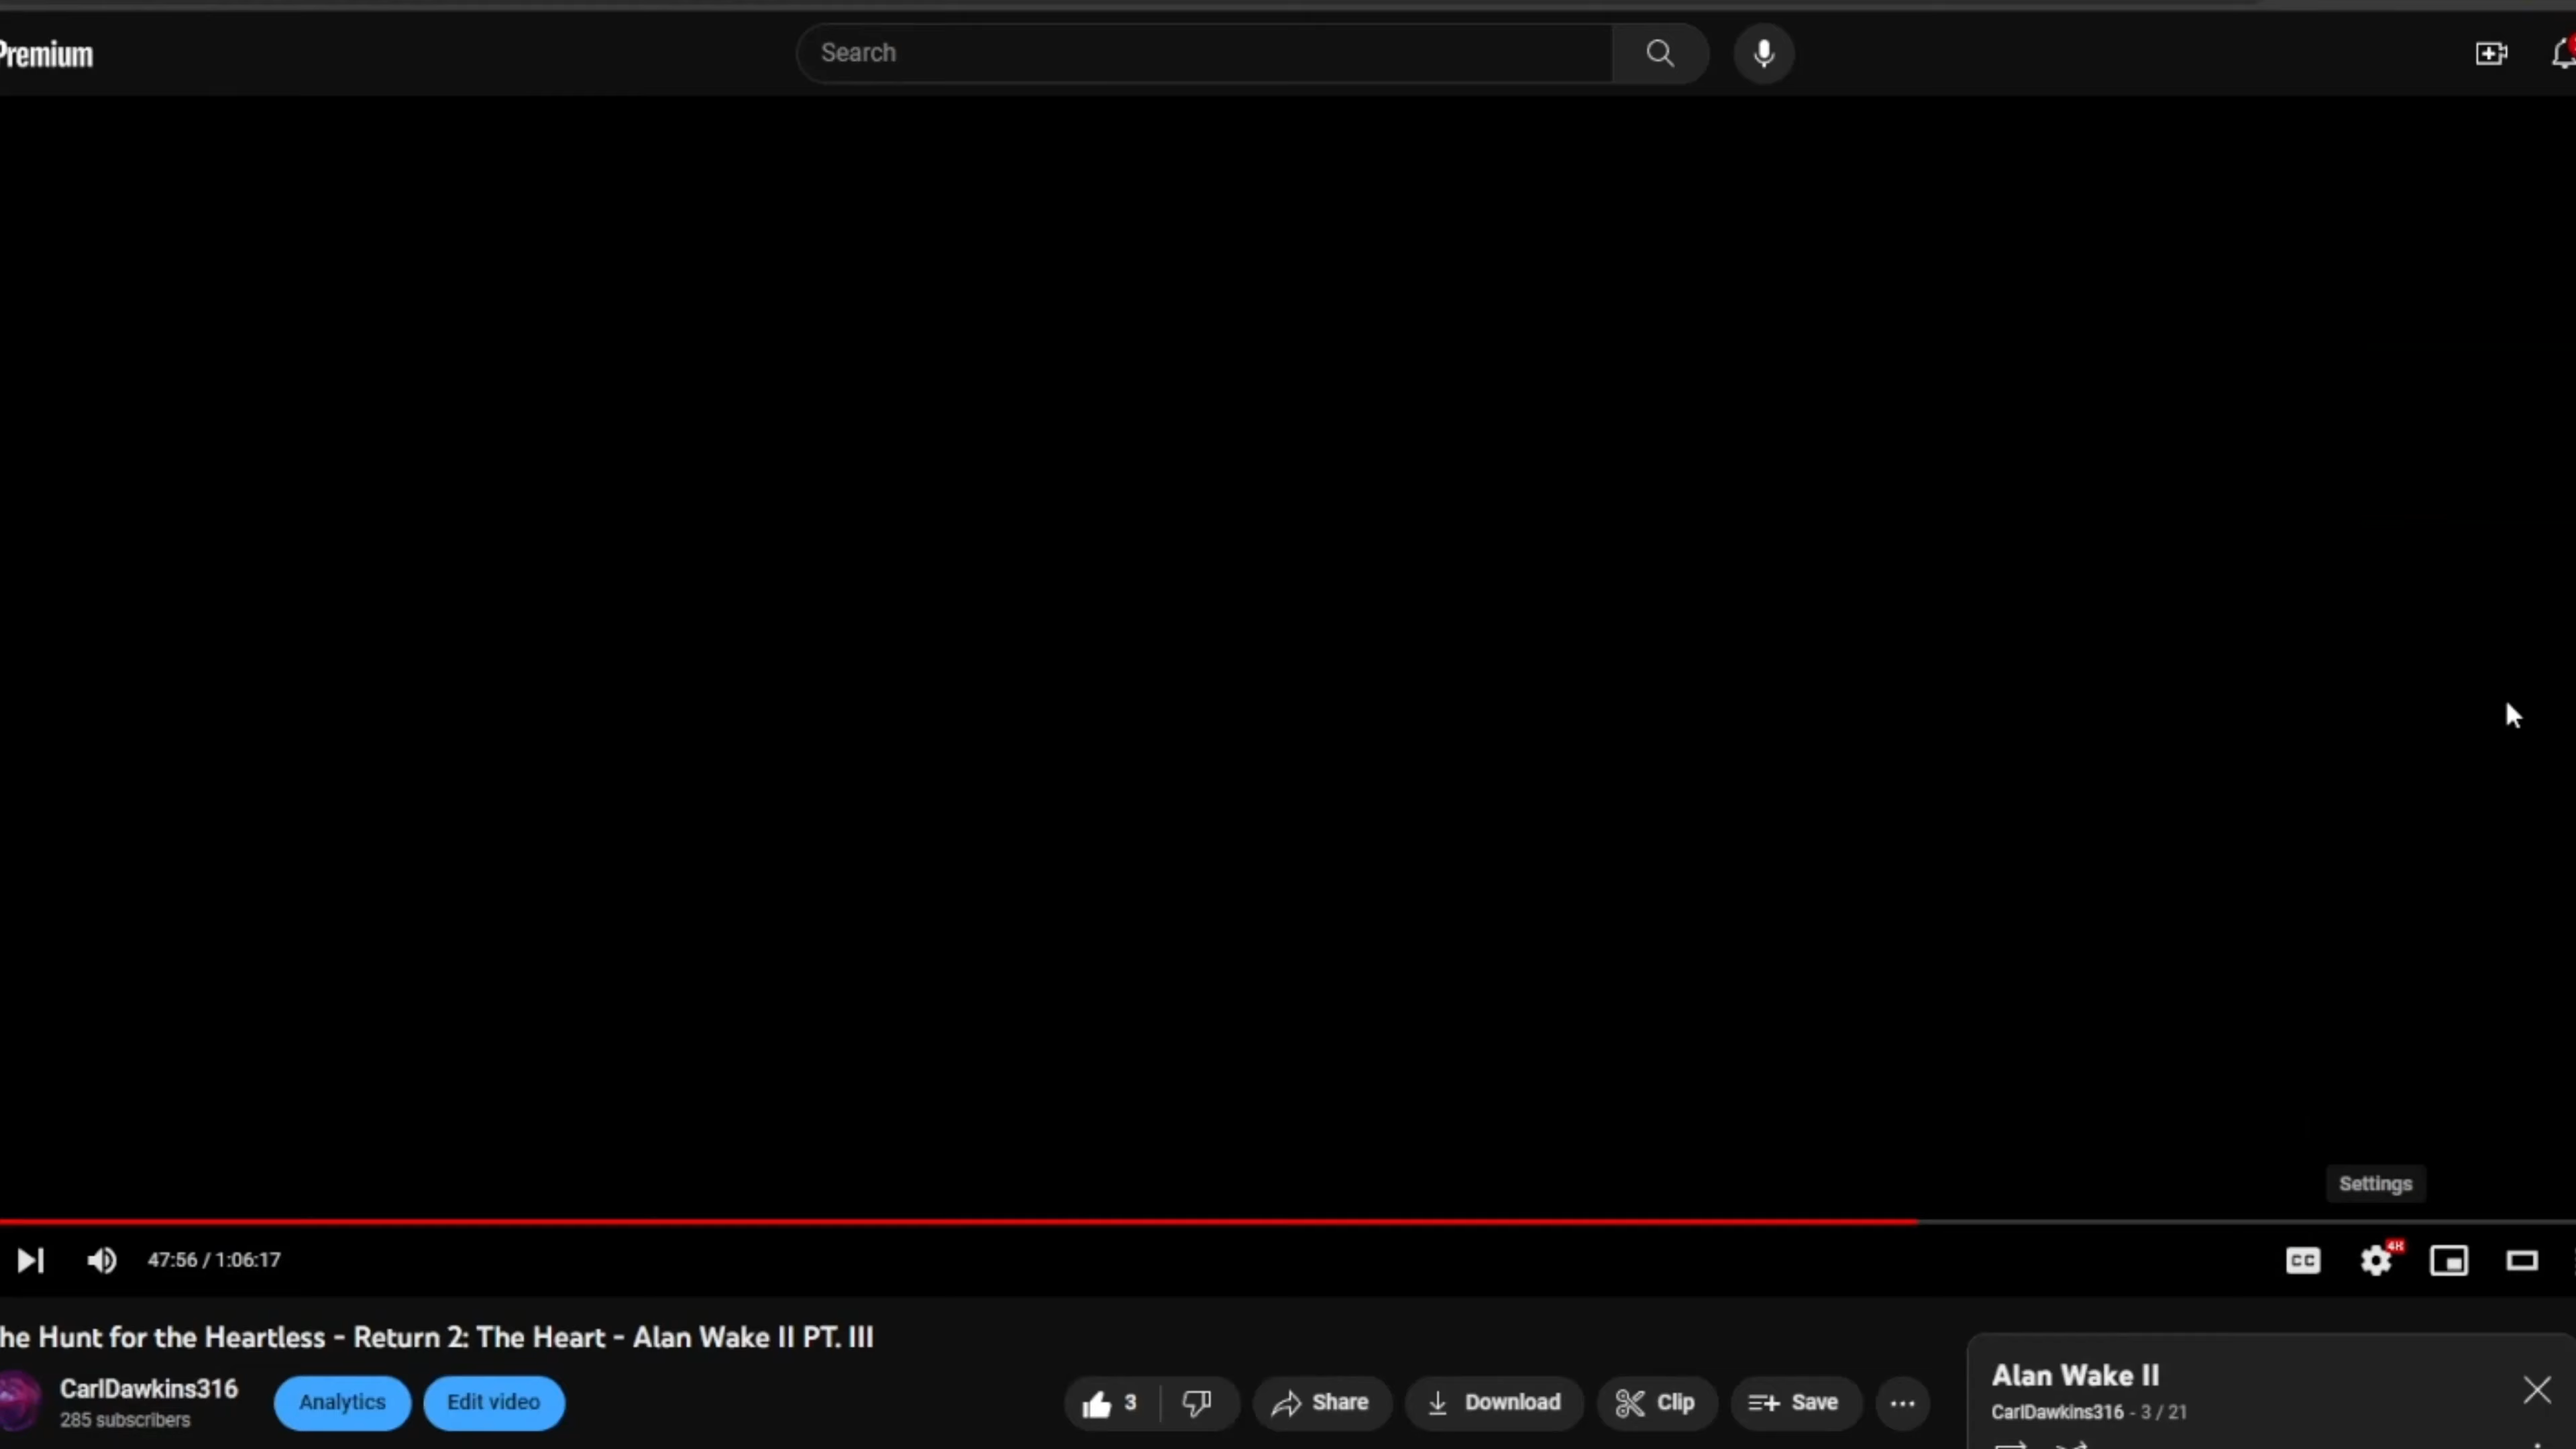 Premium
Search
Settings
47:56 / 1:06:17
CC
4K
he Hunt for the Heartless - Return 2: The Heart - Alan Wake II PT. III
CarlDawkins316
285 subscribers
Analytics
Edit video
3
Share
Download
Clip
Save
Alan Wake II
CarlDawkins316 - 3 / 21